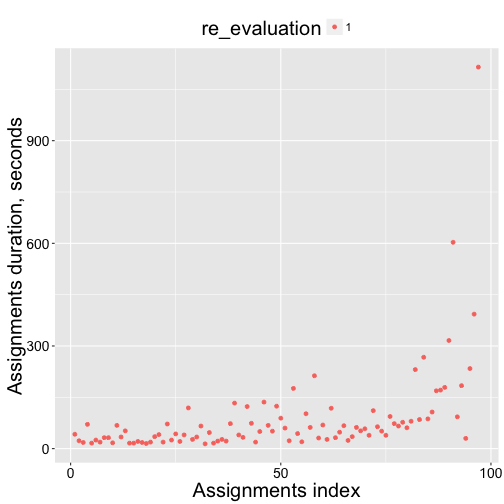 re_evaluation 1
Assignments duration, seconds
900
600
300
0
0 50 100
Assignments index